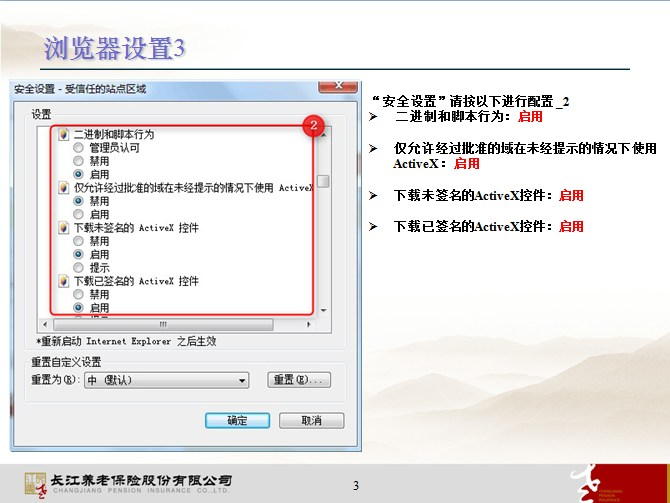 浏览器设置3
安全设置 - 受信任的站点区域
设置
2
二进制和脚本行为
管理员认可
禁用
启用
仅允许经过批准的域在未经提示的情况下使用 ActiveX
禁用
启用
下载未签名的 ActiveX 控件
禁用
启用
提示
下载已签名的 ActiveX 控件
禁用
启用
*重新启动 Internet Explorer 之后生效
重置自定义设置
重置为(R): 中 (默认)
重置(E)...
确定
取消
“安全设置”请按以下进行配置_2
二进制和脚本行为：启用
仅允许经过批准的域在未经提示的情况下使用
ActiveX：启用
下载未签名的ActiveX控件：启用
下载已签名的ActiveX控件：启用
长江养老保险股份有限公司
CHANGJIANG PENSION INSURANCE CO.,LTD.
3